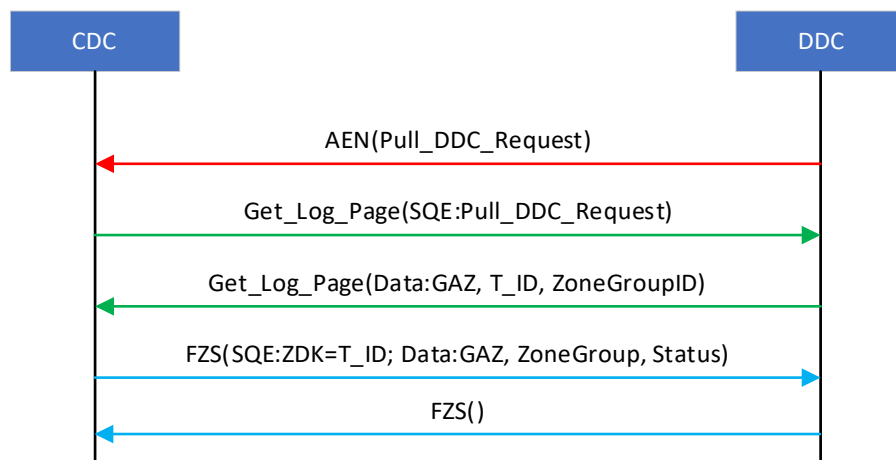 CDC
DDC
AEN(Pull_DDC_Request)
Get_Log_Page(SQE:Pull_DDC_Request)
Get_Log_Page(Data:GAZ, T_ID, ZoneGroupID)
FZS(SQE:ZDK=T_ID; Data:GAZ, ZoneGroup, Status)
FZS()